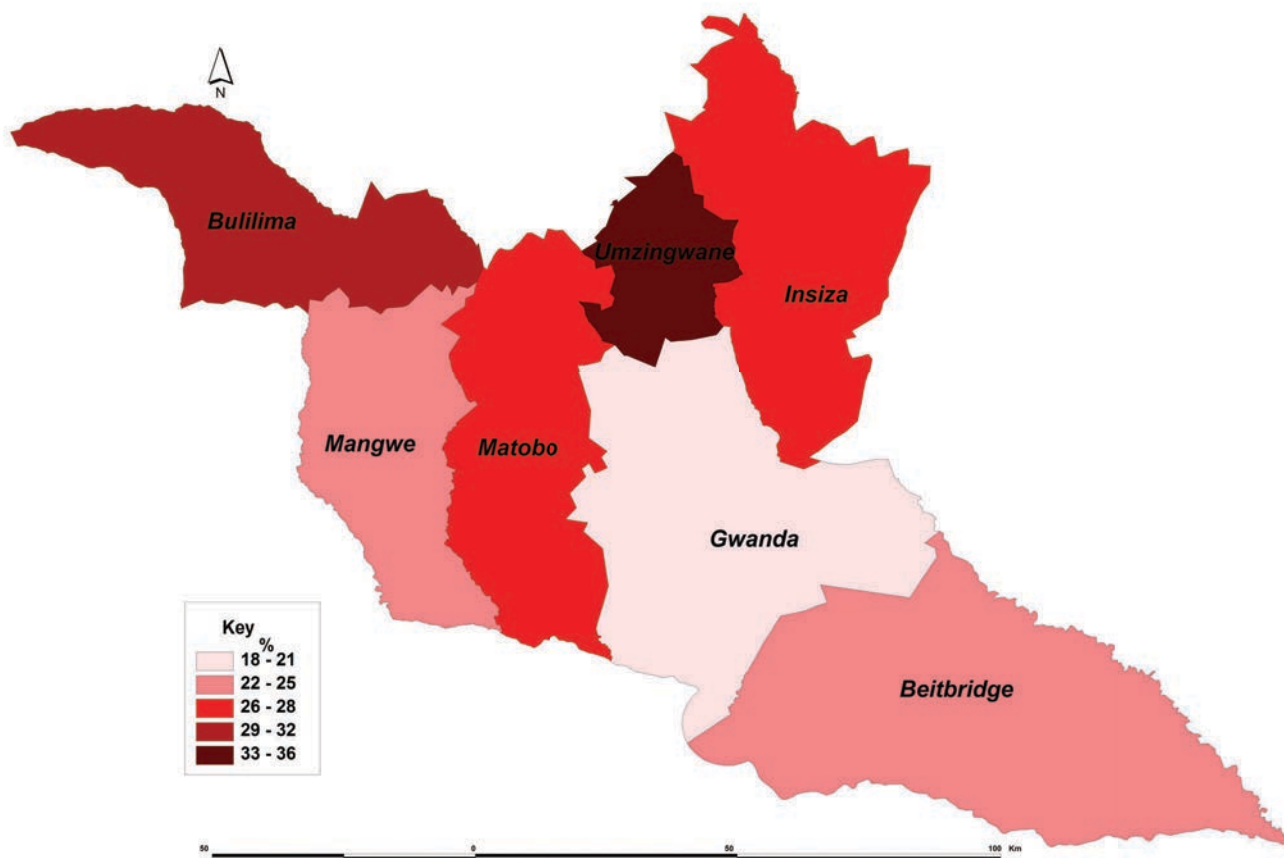 N
Bulilima
Umzingwane
Insiza
Mangwe
Matobo
Gwanda
Beitbridge
Key
%
18 - 21
22 - 25
26 - 28
29 - 32
33 - 36
50 0 50 100 Km